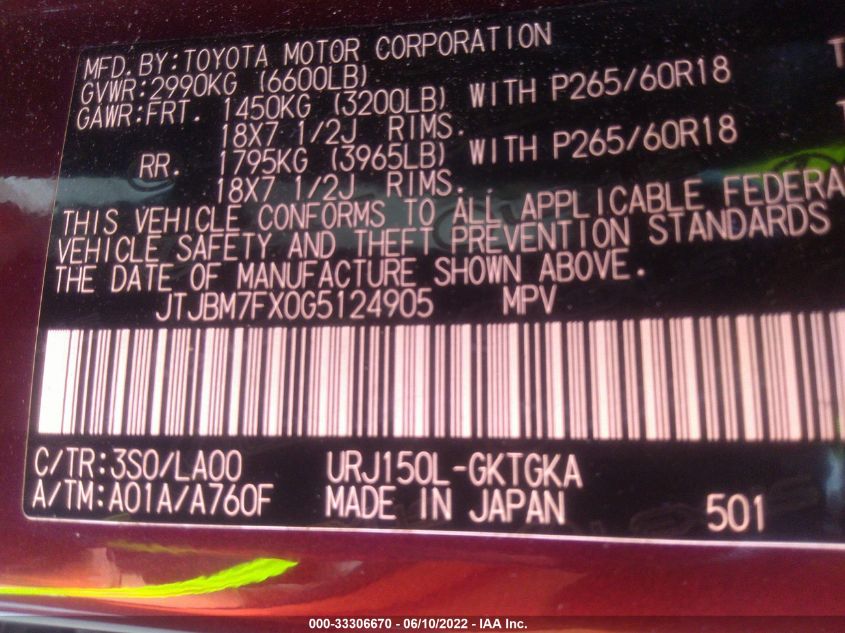 MFD. BY: TOYOTA MOTOR CORPORATION
GVWR: 2990KG (6600LB)
GAWR: FRT. 1450KG (3200LB) WITH P265/60R18
18X7 1/2J RIMS.
RR. 1795KG (3965LB) WITH P265/60R18
18X7 1/2J RIMS.
THIS VEHICLE CONFORMS TO ALL APPLICABLE FEDERA
VEHICLE SAFETY AND THEFT PREVENTION STANDARDS
THE DATE OF MANUFACTURE SHOWN ABOVE.
JTJBM7FX0G5124905 MPV
C/TR: 3S0/LA00 URJ150L-GKTGKA
A/TM: A01A/A760F MADE IN JAPAN 501
000-33306670 - 06/10/2022 - IAA Inc.